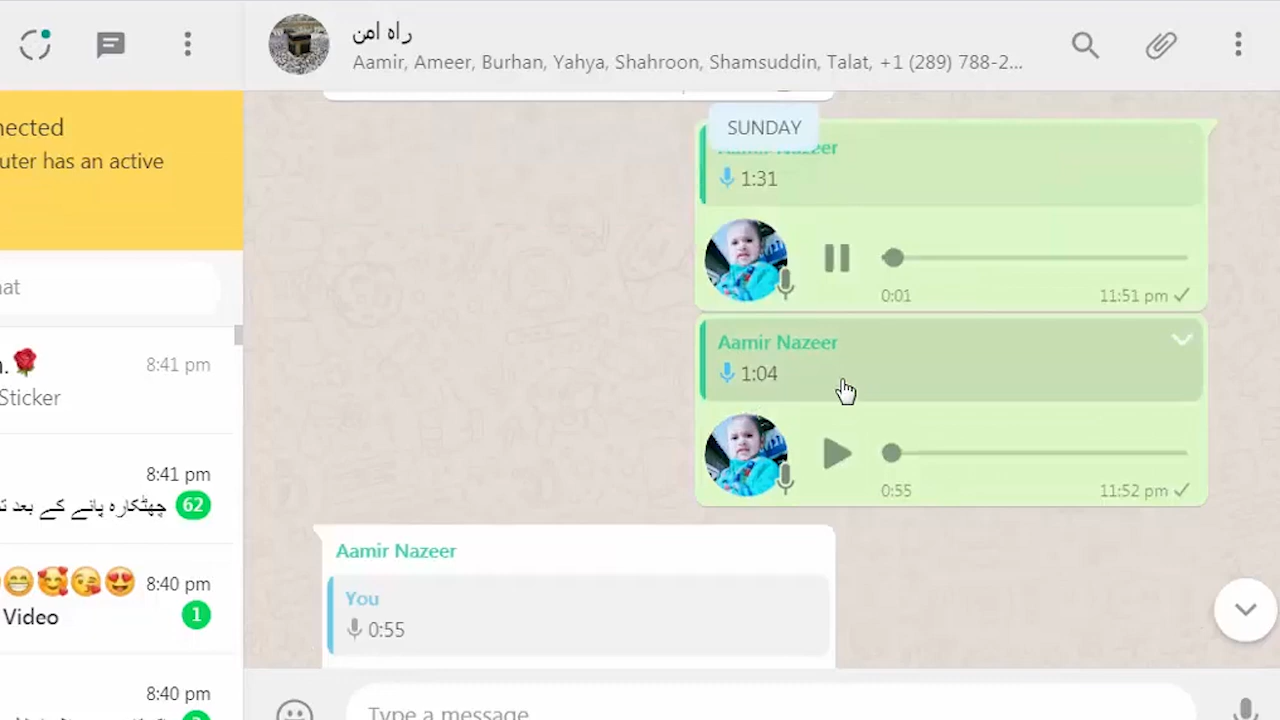 راہ امن
Aamir, Ameer, Burhan, Yahya, Shahroon, Shamsuddin, Talat, +1 (289) 788-2...
nected
uter has an active
at
8:41 pm
Sticker
8:41 pm
چھٹکارہ پانے کے بعد
62
8:40 pm
Video
1
8:40 pm
SUNDAY
Aamir Nazeer
1:31
0:01
11:51 pm
Aamir Nazeer
1:04
0:55
11:52 pm
Aamir Nazeer
You
0:55
Type a message